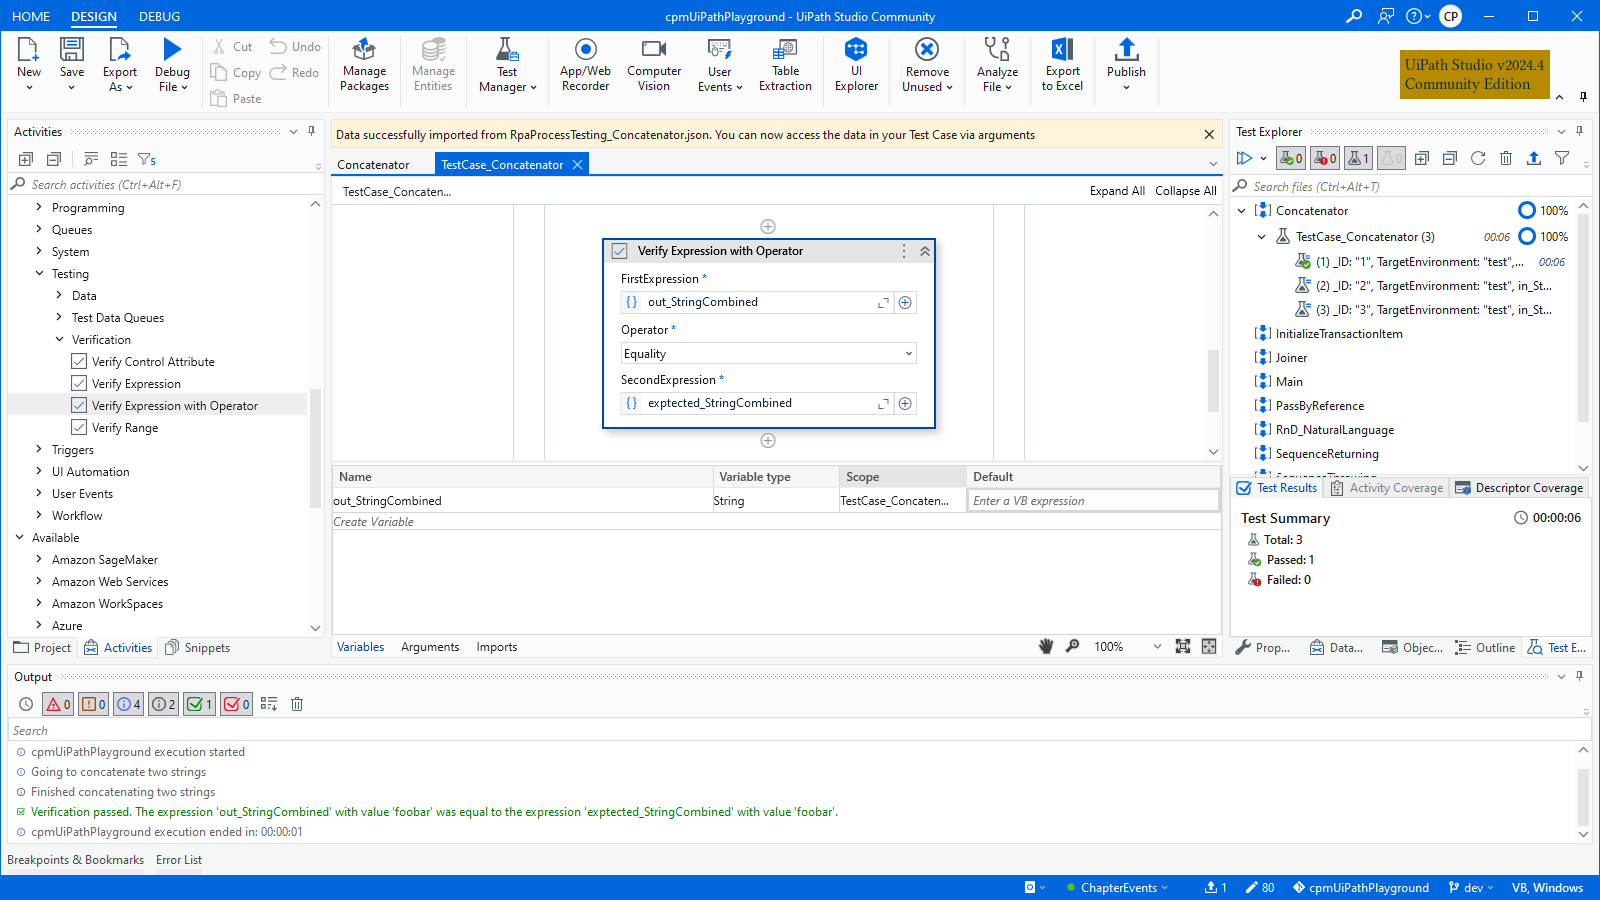 HOME DESIGN DEBUG
cpmUiPathPlayground - UiPath Studio Community
CP
New
Save
Export As
Debug File
Cut
Copy
Paste
Undo
Redo
Manage Packages
Manage Entities
Test Manager
App/Web Recorder
Computer Vision
User Events
Table Extraction
UI Explorer
Remove Unused
Analyze File
Export to Excel
Publish
UiPath Studio v2024.4
Community Edition
Activities
5
Search activities (Ctrl+Alt+F)
Programming
Queues
System
Testing
Data
Test Data Queues
Verification
Verify Control Attribute
Verify Expression
Verify Expression with Operator
Verify Range
Triggers
UI Automation
User Events
Workflow
Available
Amazon SageMaker
Amazon Web Services
Amazon WorkSpaces
Azure
Project Activities Snippets
Data successfully imported from RpaProcessTesting_Concatenator.json. You can now access the data in your Test Case via arguments
Concatenator TestCase_Concatenator
TestCase_Concaten...
Expand All Collapse All
Verify Expression with Operator
FirstExpression *
out_StringCombined
Operator *
Equality
SecondExpression *
exptected_StringCombined
Name Variable type Scope Default
out_StringCombined String TestCase_Concaten... Enter a VB expression
Create Variable
Variables Arguments Imports
100%
Test Explorer
0 0 1 0
Search files (Ctrl+Alt+T)
Concatenator 100%
TestCase_Concatenator (3) 00:06 100%
(1) _ID: "1", TargetEnvironment: "test",... 00:06
(2) _ID: "2", TargetEnvironment: "test", in_St...
(3) _ID: "3", TargetEnvironment: "test", in_St...
InitializeTransactionItem
Joiner
Main
PassByReference
RnD_NaturalLanguage
SequenceReturning
SequenceThrowing
Test Results Activity Coverage Descriptor Coverage
Test Summary 00:00:06
Total: 3
Passed: 1
Failed: 0
Prop... Data... Objec... Outline Test E...
Output
0 0 4 2 1 0
Search
cpmUiPathPlayground execution started
Going to concatenate two strings
Finished concatenating two strings
Verification passed. The expression 'out_StringCombined' with value 'foobar' was equal to the expression 'exptected_StringCombined' with value 'foobar'.
cpmUiPathPlayground execution ended in: 00:00:01
Breakpoints & Bookmarks Error List
ChapterEvents 1 80 cpmUiPathPlayground dev VB, Windows